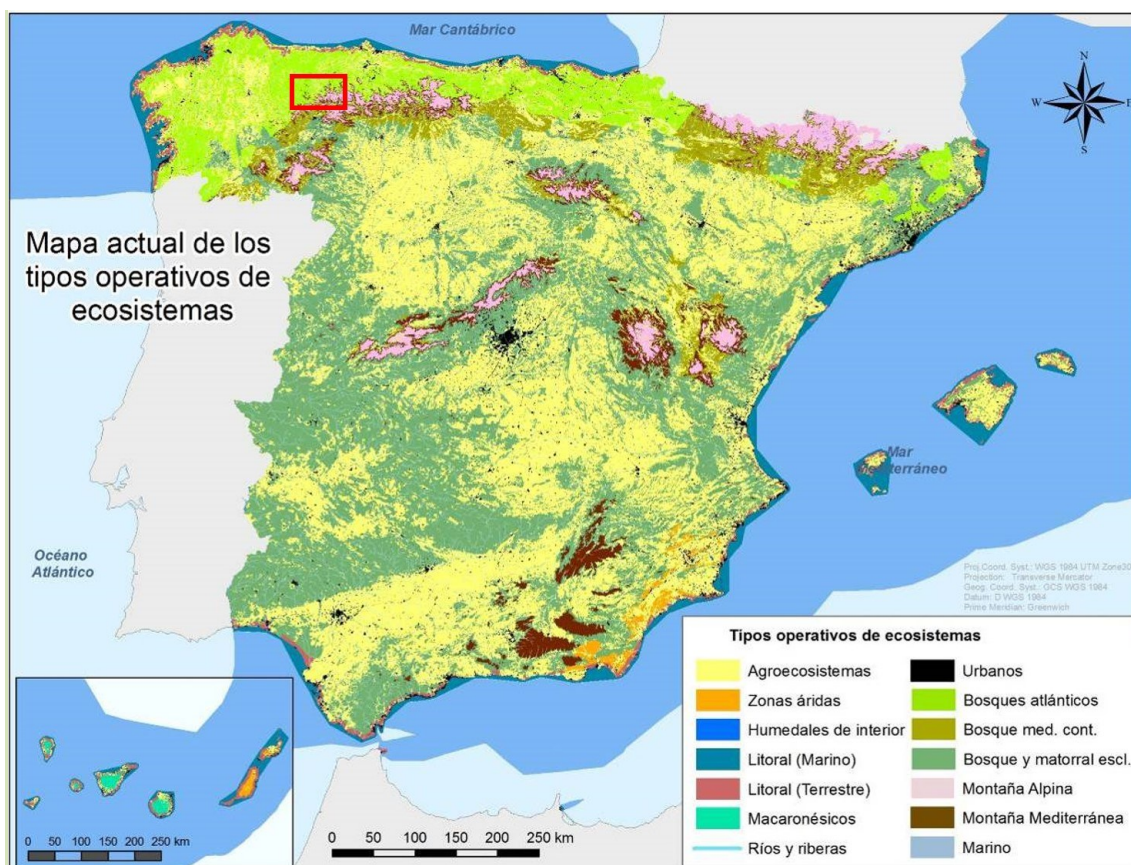 Mar Cantábrico
N
W
E
S
Mapa actual de los
tipos operativos de
ecosistemas
Mar
Mediterráneo
Océano
Atlántico
Proj.Coord. Syst.: WGS 1984 UTM Zone30
Projection: Transverse Mercator
Geog. Coord. Syst.: GCS WGS 1984
Datum: D WGS 1984
Prime Meridian: Greenwich
Tipos operativos de ecosistemas
Agroecosistemas
Zonas áridas
Humedales de interior
Litoral (Marino)
Litoral (Terrestre)
Macaronésicos
Ríos y riberas
Urbanos
Bosques atlánticos
Bosque med. cont.
Bosque y matorral escl.
Montaña Alpina
Montaña Mediterránea
Marino
0 50 100 150 200 250 km
0 50 100 150 200 250 km